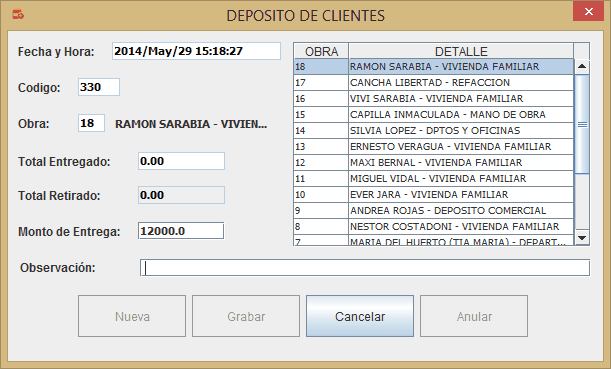 DEPOSITO DE CLIENTES
Fecha y Hora: 2014/May/29 15:18:27
Codigo: 330
Obra: 18 RAMON SARABIA - VIVIEN...
Total Entregado: 0.00
Total Retirado: 0.00
Monto de Entrega: 12000.0
OBRA DETALLE
18 RAMON SARABIA - VIVIENDA FAMILIAR
17 CANCHA LIBERTAD - REFACCION
16 VIVI SARABIA - VIVIENDA FAMILIAR
15 CAPILLA INMACULADA - MANO DE OBRA
14 SILVIA LOPEZ - DPTOS Y OFICINAS
13 ERNESTO VERAGUA - VIVIENDA FAMILIAR
12 MAXI BERNAL - VIVIENDA FAMILIAR
11 MIGUEL VIDAL - VIVIENDA FAMILIAR
10 EVER JARA - VIVIENDA FAMILIAR
9 ANDREA ROJAS - DEPOSITO COMERCIAL
8 NESTOR COSTADONI - VIVIENDA FAMILIAR
7 MARIA DEL HUERTO (TIA MARIA) - DEPART...
Observación:
Nueva Grabar Cancelar Anular